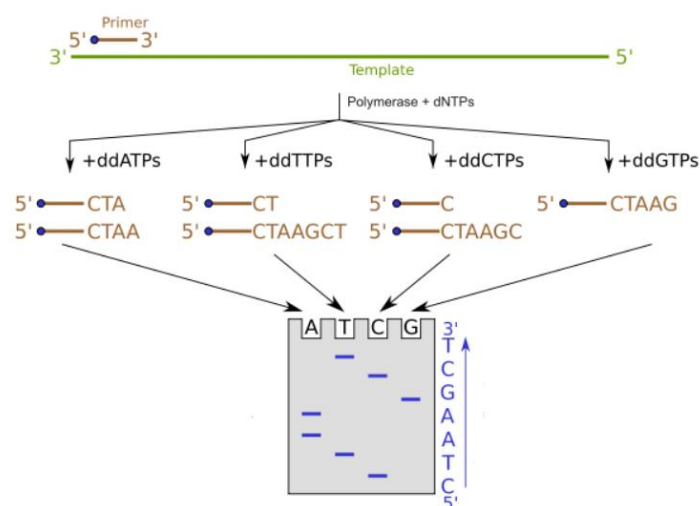 Primer
5' 3'
3' 5'
Template
Polymerase + dNTPs
+ddATPs +ddTTPs +ddCTPs +ddGTPs
5' CTA 5' CT 5' C 5' CTAAG
5' CTAA 5' CTAAGCT 5' CTAAGC
A T C G 3'
T
C
G
A
A
T
C
5'